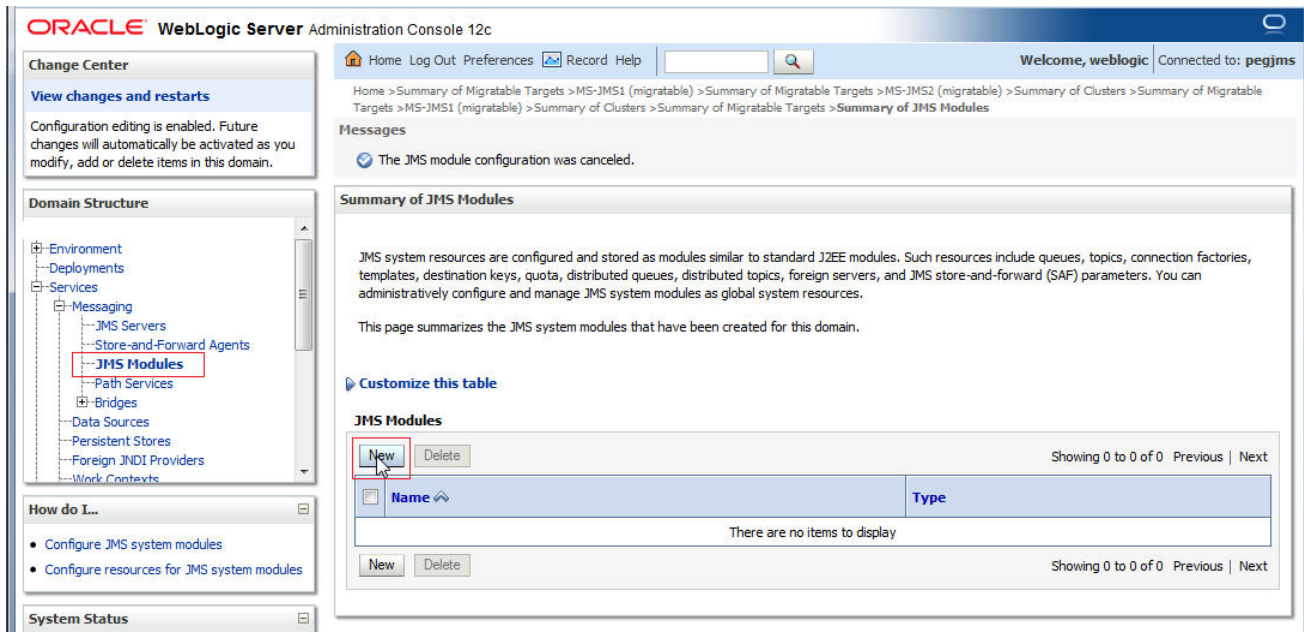 ORACLE WebLogic Server Administration Console 12c
Change Center
View changes and restarts
Configuration editing is enabled. Future
changes will automatically be activated as you
modify, add or delete items in this domain.
Domain Structure
Environment
Deployments
Services
Messaging
JMS Servers
Store-and-Forward Agents
JMS Modules
Path Services
Bridges
Data Sources
Persistent Stores
Foreign JNDI Providers
Work Contexts
How do I...
Configure JMS system modules
Configure resources for JMS system modules
System Status
Home Log Out Preferences Record Help
Welcome, weblogic Connected to: pegjms
Home >Summary of Migratable Targets >MS-JMS1 (migratable) >Summary of Migratable Targets >MS-JMS2 (migratable) >Summary of Clusters >Summary of Migratable
Targets >MS-JMS1 (migratable) >Summary of Clusters >Summary of Migratable Targets >Summary of JMS Modules
Messages
The JMS module configuration was canceled.
Summary of JMS Modules
JMS system resources are configured and stored as modules similar to standard J2EE modules. Such resources include queues, topics, connection factories,
templates, destination keys, quota, distributed queues, distributed topics, foreign servers, and JMS store-and-forward (SAF) parameters. You can
administratively configure and manage JMS system modules as global system resources.
This page summarizes the JMS system modules that have been created for this domain.
Customize this table
JMS Modules
New Delete Showing 0 to 0 of 0 Previous | Next
Name Type
There are no items to display
New Delete Showing 0 to 0 of 0 Previous | Next